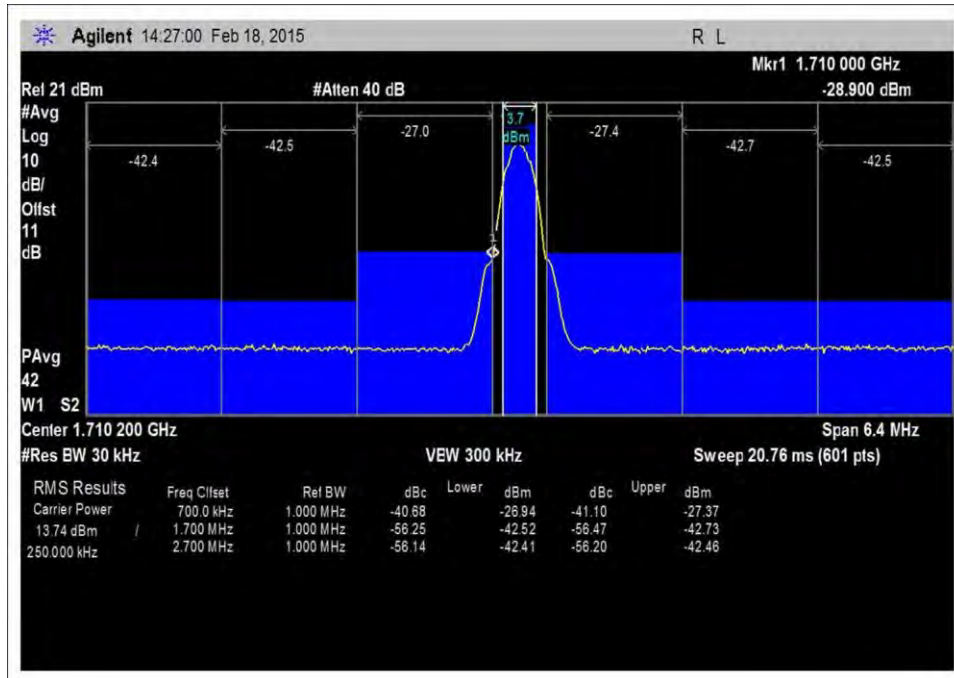 Agilent 14:27:00 Feb 18, 2015 R L
Mkr1 1.710 000 GHz
Rel 21 dBm #Atten 40 dB -28.900 dBm
#Avg
Log
10
dB/
Offst
11
dB
3.7
dBm
-42.4 -42.5 -27.0 -27.4 -42.7 -42.5
1
PAvg
42
W1 S2
Center 1.710 200 GHz Span 6.4 MHz
#Res BW 30 kHz VEW 300 kHz Sweep 20.76 ms (601 pts)
RMS Results Freq Clfset Ref BW dBc Lower dBm dBc Upper dBm
Carrier Power 700.0 kHz 1.000 MHz -40.68 -26.94 -41.10 -27.37
13.74 dBm / 1.700 MHz 1.000 MHz -56.25 -42.52 -56.47 -42.73
250.000 kHz 2.700 MHz 1.000 MHz -56.14 -42.41 -56.20 -42.46